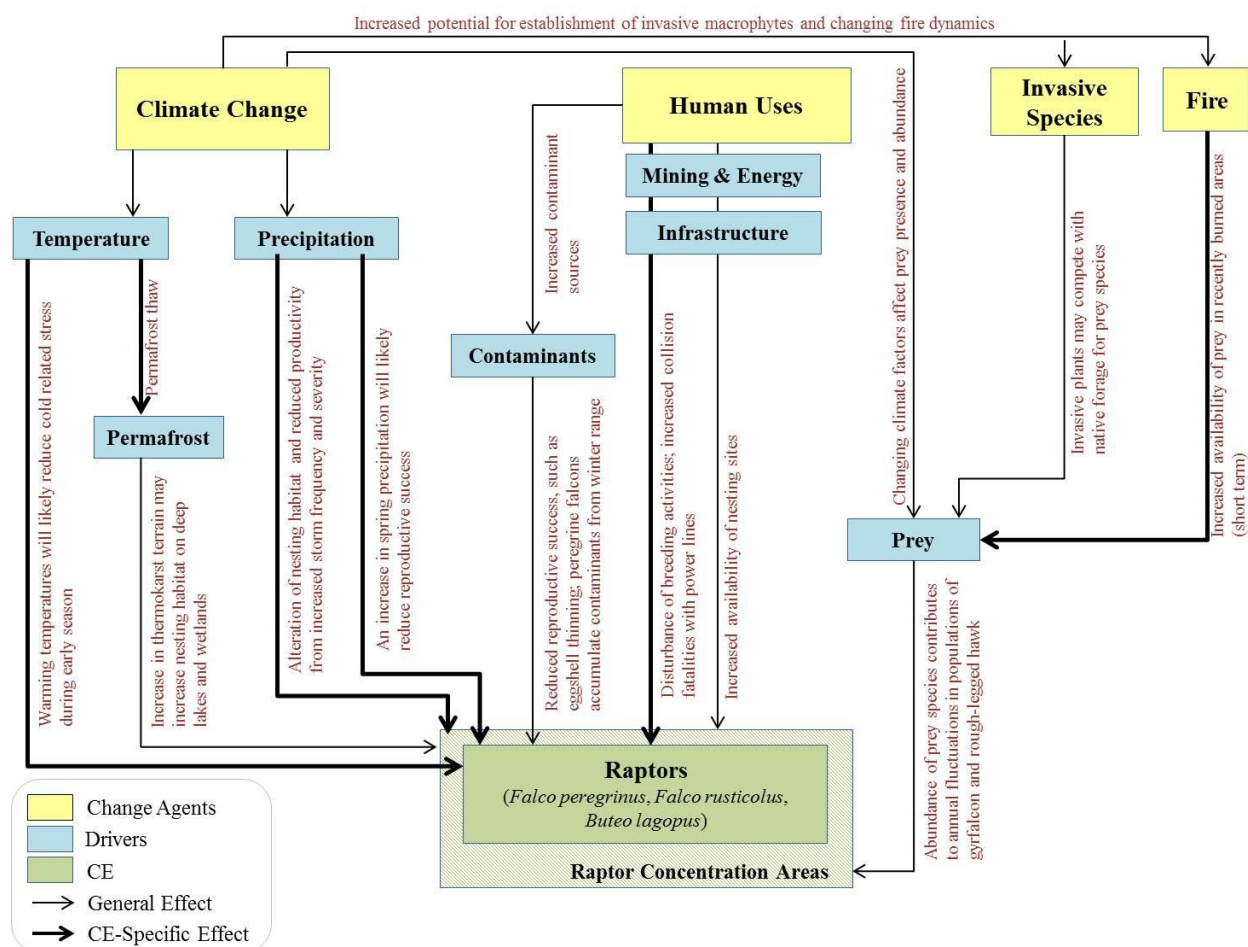 Increased potential for establishment of invasive macrophytes and changing fire dynamics
Climate Change
Human Uses
Invasive
Species
Fire
Mining & Energy
Infrastructure
Temperature
Precipitation
Increased contaminant
sources
Changing climate factors affect prey presence and abundance
Invasive plants may compete with
native forage for prey species
Increased availability of prey in recently burned areas
(short term)
Permafrost thaw
Contaminants
Permafrost
Prey
Warming temperatures will likely reduce cold related stress
during early season
Increase in thermokarst terrain may
increase nesting habitat on deep
lakes and wetlands
Alteration of nesting habitat and reduced productivity
from increased storm frequency and severity
An increase in spring precipitation will likely
reduce reproductive success
Reduced reproductive success, such as
eggshell thinning; peregrine falcons
accumulate contaminants from winter range
Disturbance of breeding activities; increased collision
fatalities with power lines
Increased availability of nesting sites
Abundance of prey species contributes
to annual fluctuations in populations of
gyrfalcon and rough-legged hawk
Raptors
(Falco peregrinus, Falco rusticolus,
Buteo lagopus)
Raptor Concentration Areas
Change Agents
Drivers
CE
General Effect
CE-Specific Effect